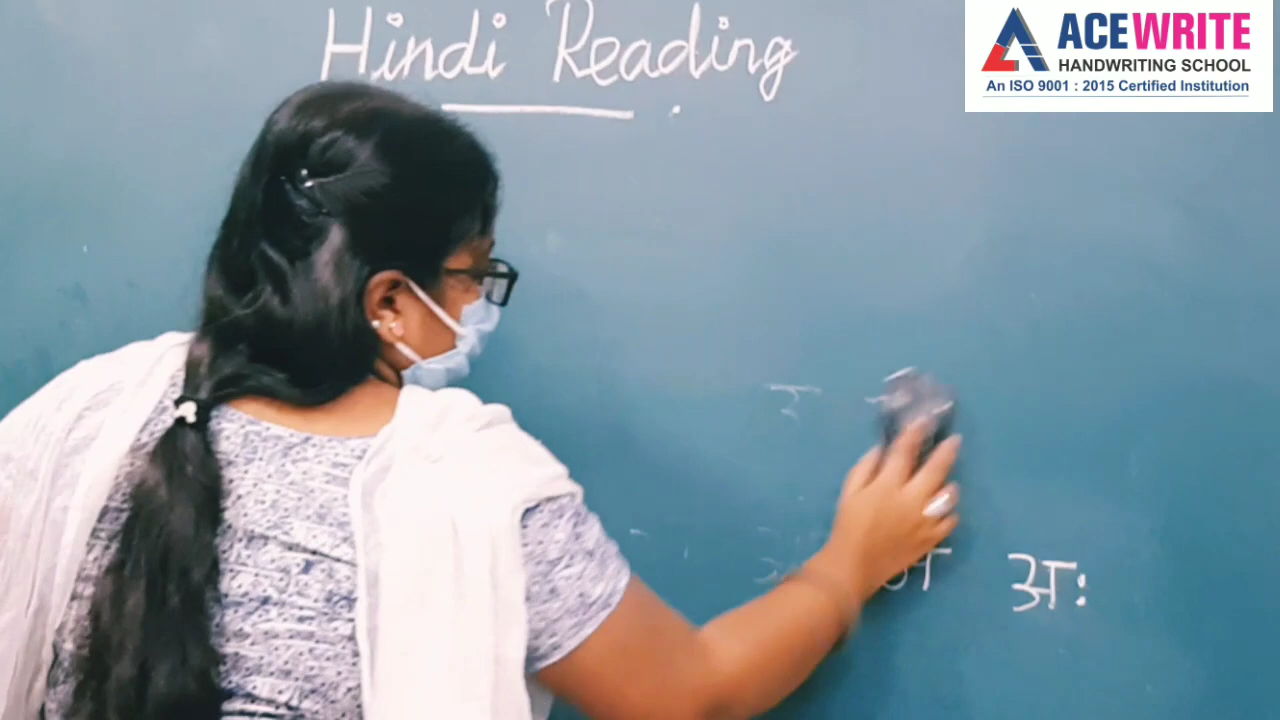 Hindi Reading
ACEWRITE
HANDWRITING SCHOOL
An ISO 9001 : 2015 Certified Institution
अः